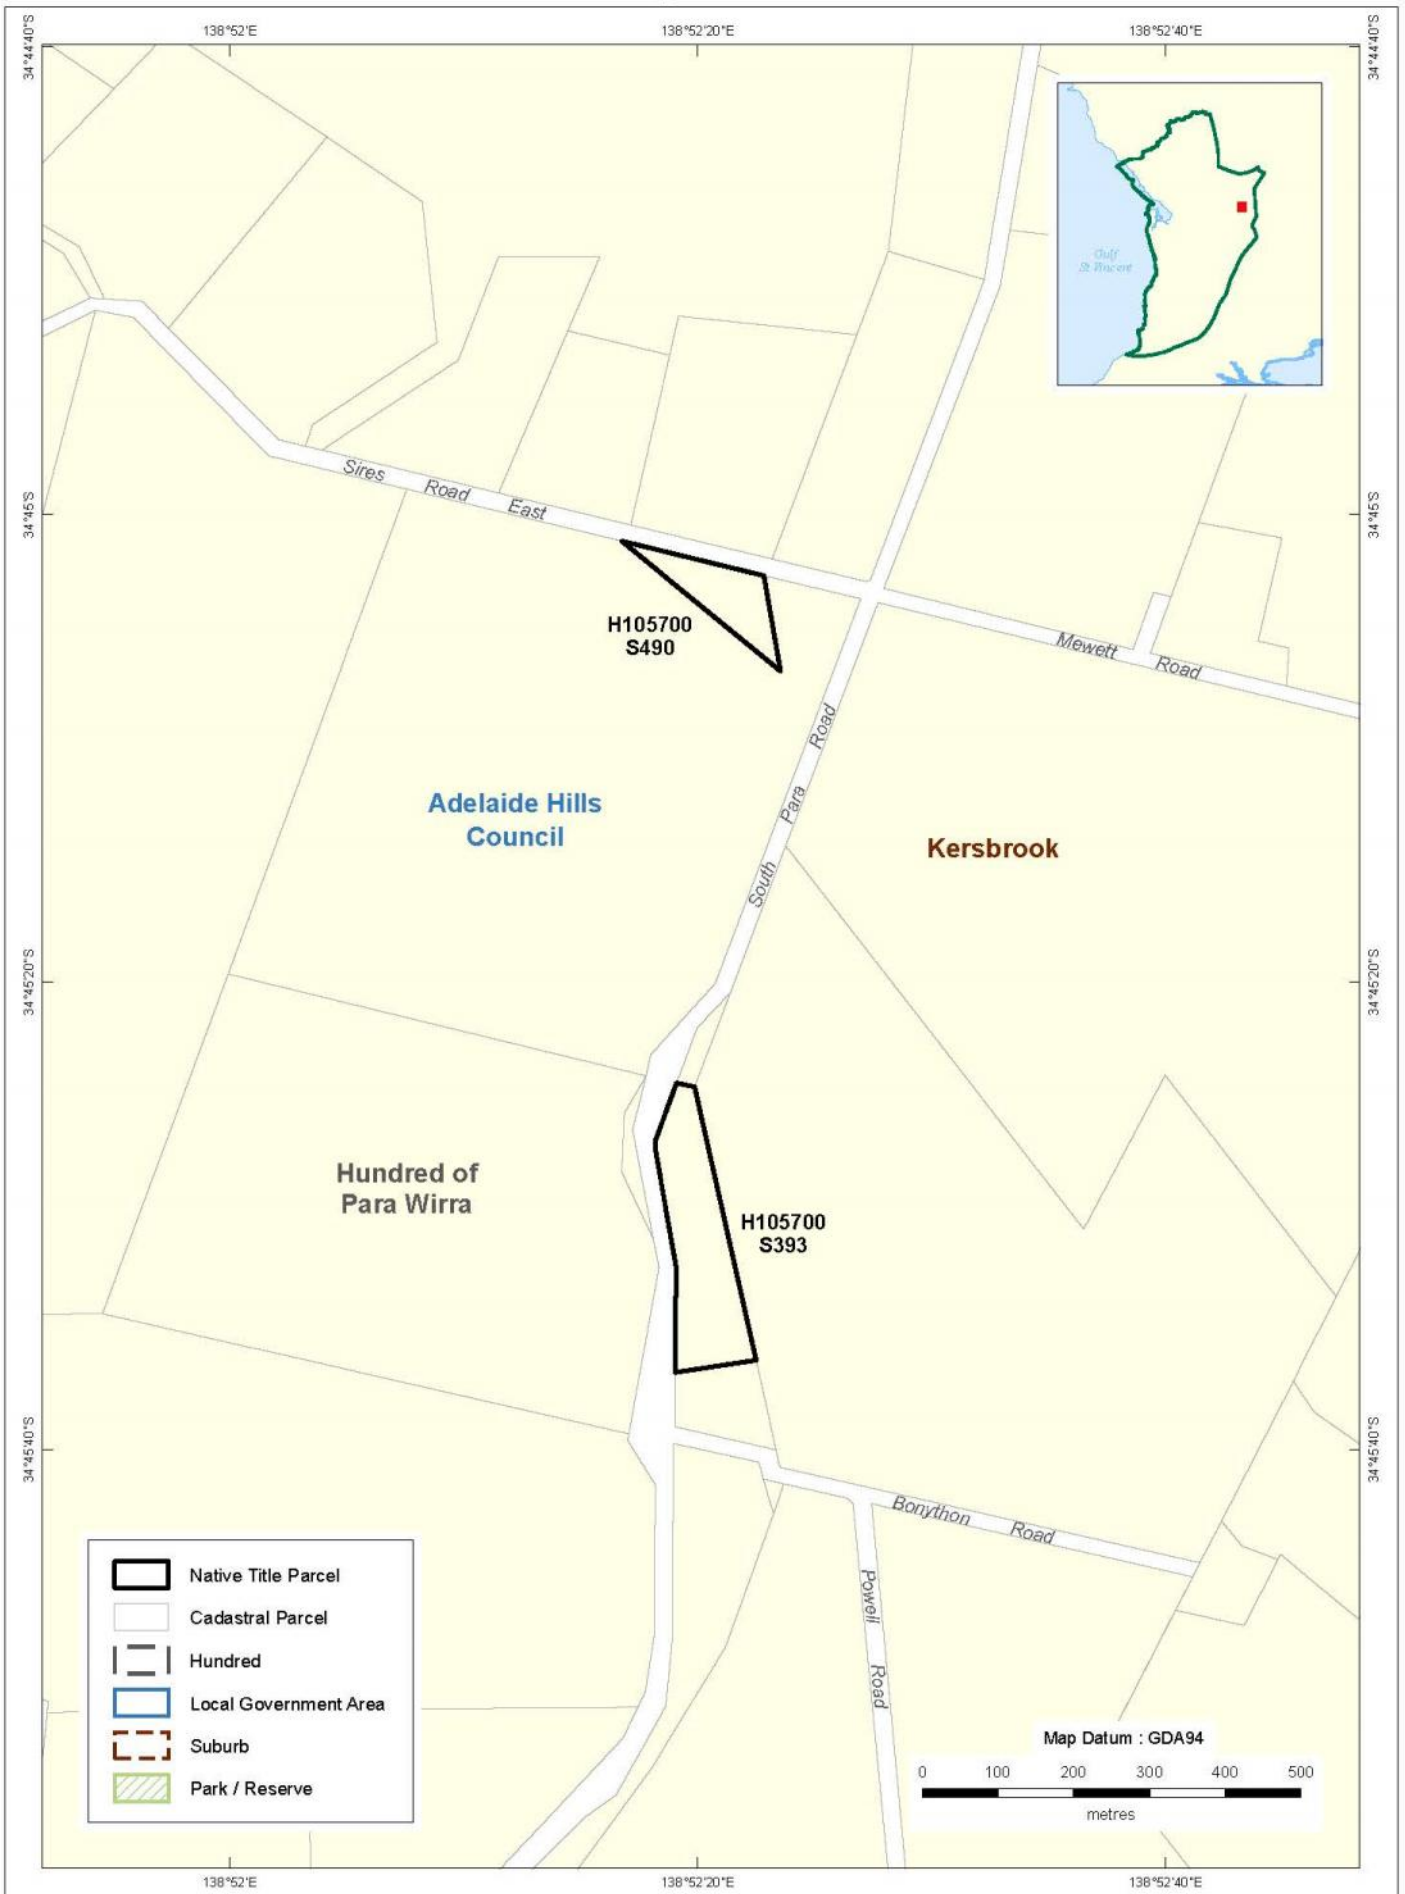 138°52'E
138°52'20"E
138°52'40"E
34°44'40"S
34°44'40"S
Gulf
St Vincent
Sires Road East
34°45'S
34°45'S
H105700
S490
Mewett Road
South Para Road
Adelaide Hills
Council
Kersbrook
34°45'20"S
34°45'20"S
Hundred of
Para Wirra
H105700
S393
34°45'40"S
34°45'40"S
Bonython Road
Powell Road
Native Title Parcel
Cadastral Parcel
Hundred
Local Government Area
Suburb
Park / Reserve
Map Datum : GDA94
0 100 200 300 400 500
metres
138°52'E
138°52'20"E
138°52'40"E